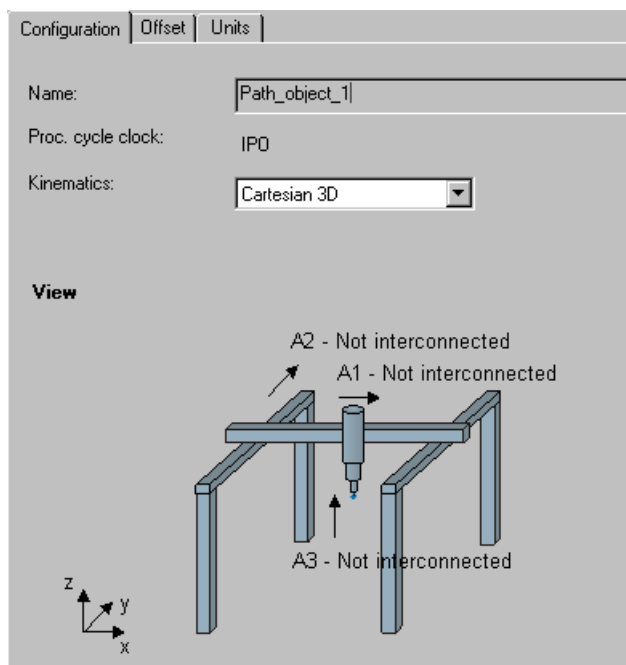 Configuration Offset Units
Name: Path_object_1
Proc. cycle clock: IPO
Kinematics: Cartesian 3D
View
A2 - Not interconnected
A1 - Not interconnected
A3 - Not interconnected
z
y
x